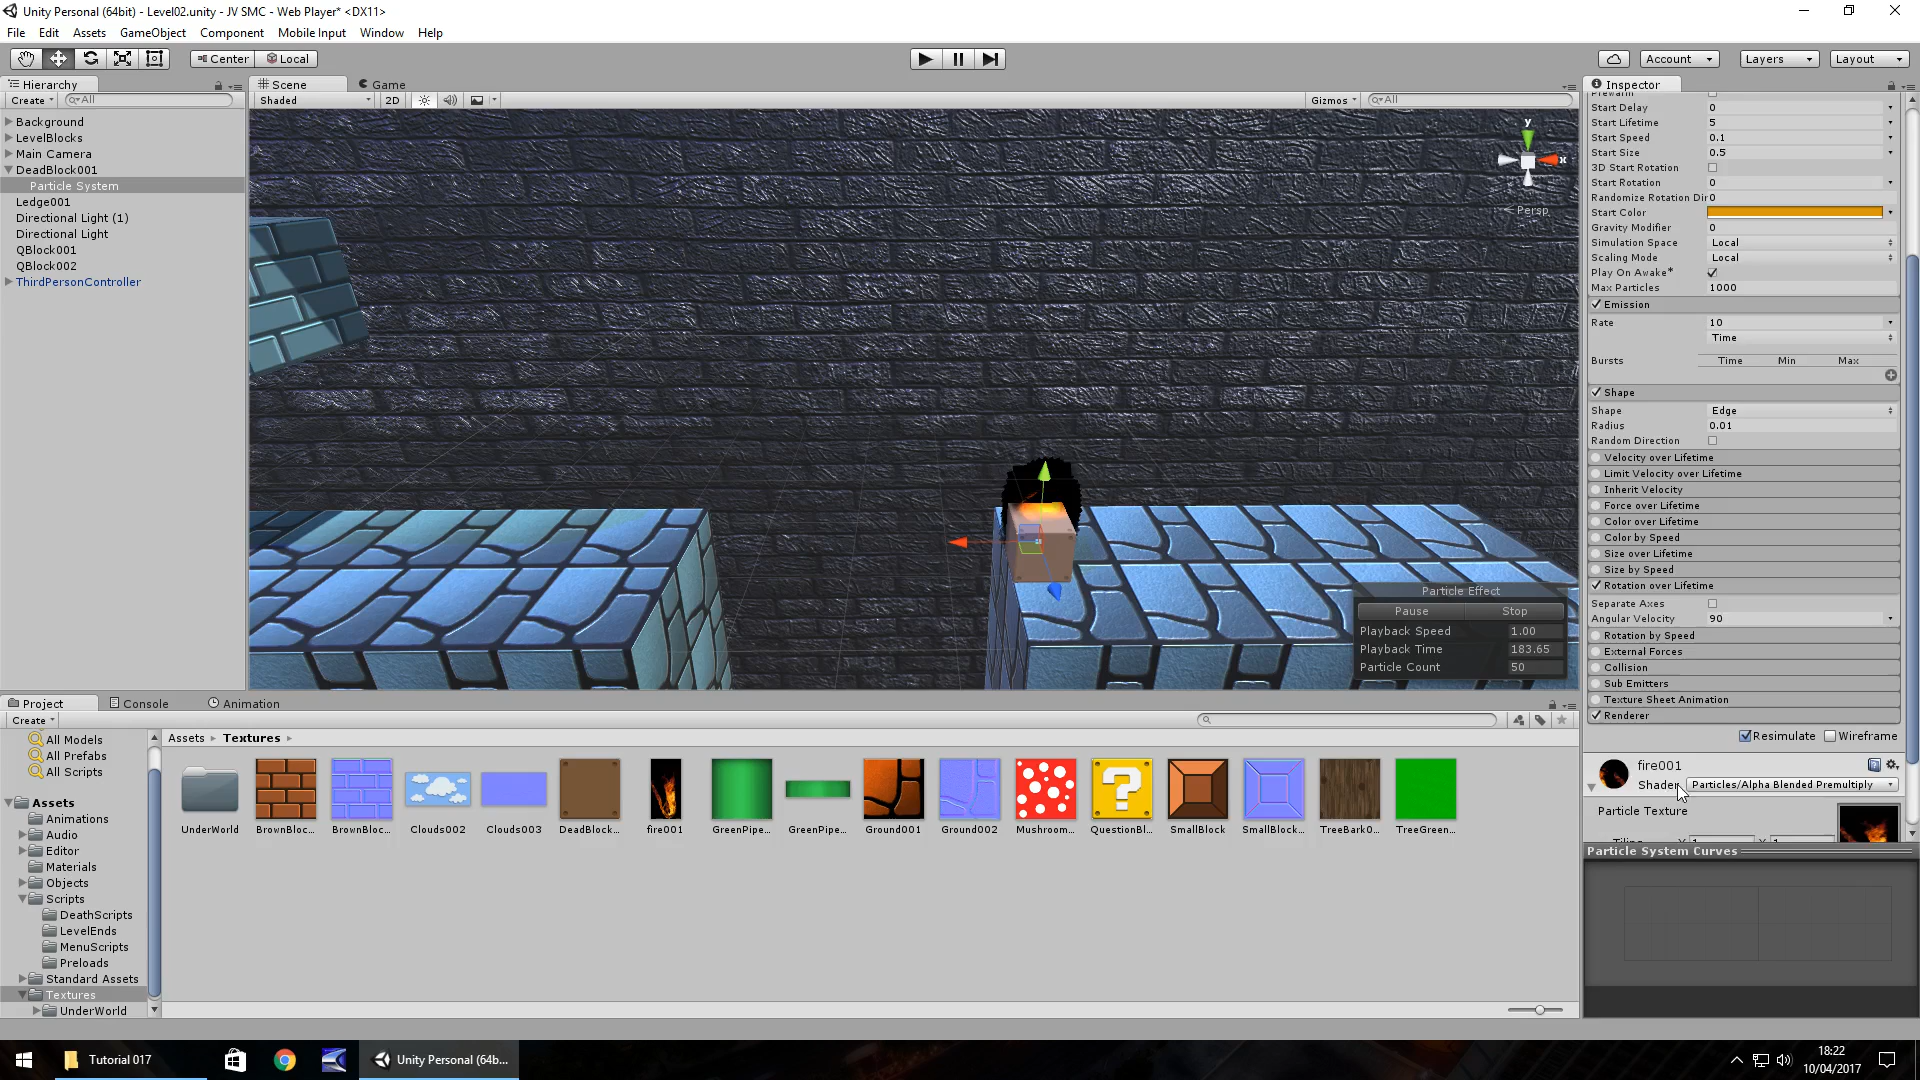 Unity Personal (64bit) - Level02.unity - JV SMC - Web Player* <DX11>
File Edit Assets GameObject Component Mobile Input Window Help
Center Local Account Layers Layout
Hierarchy
Create All
Background
LevelBlocks
Main Camera
DeadBlock001
Particle System
Ledge001
Directional Light (1)
Directional Light
QBlock001
QBlock002
ThirdPersonController
Scene Game
Shaded 2D Gizmos All
y
x
Persp
Particle Effect
Pause Stop
Playback Speed 1.00
Playback Time 183.65
Particle Count 50
Inspector
Start Delay 0
Start Lifetime 5
Start Speed 0.1
Start Size 0.5
3D Start Rotation
Start Rotation 0
Randomize Rotation Dir 0
Start Color
Gravity Modifier 0
Simulation Space Local
Scaling Mode Local
Play On Awake*
Max Particles 1000
Emission
Rate 10
Time
Bursts Time Min Max
Shape
Shape Edge
Radius 0.01
Random Direction
Velocity over Lifetime
Limit Velocity over Lifetime
Inherit Velocity
Force over Lifetime
Color over Lifetime
Color by Speed
Size over Lifetime
Size by Speed
Rotation over Lifetime
Separate Axes
Angular Velocity 90
Rotation by Speed
External Forces
Collision
Sub Emitters
Texture Sheet Animation
Renderer
Resimulate Wireframe
fire001
Shader Particles/Alpha Blended Premultiply
Particle Texture
Particle System Curves
Project Console Animation
Create
All Models
All Prefabs
All Scripts
Assets
Animations
Audio
Editor
Materials
Objects
Scripts
DeathScripts
LevelEnds
MenuScripts
Preloads
Standard Assets
Textures
UnderWorld
Assets Textures
UnderWorld BrownBloc... BrownBloc... Clouds002 Clouds003 DeadBlock... fire001 GreenPipe... GreenPipe... Ground001 Ground002 Mushroom... QuestionBl... SmallBlock SmallBlock... TreeBark0... TreeGreen...
Tutorial 017
Unity Personal (64b...
18:22
10/04/2017